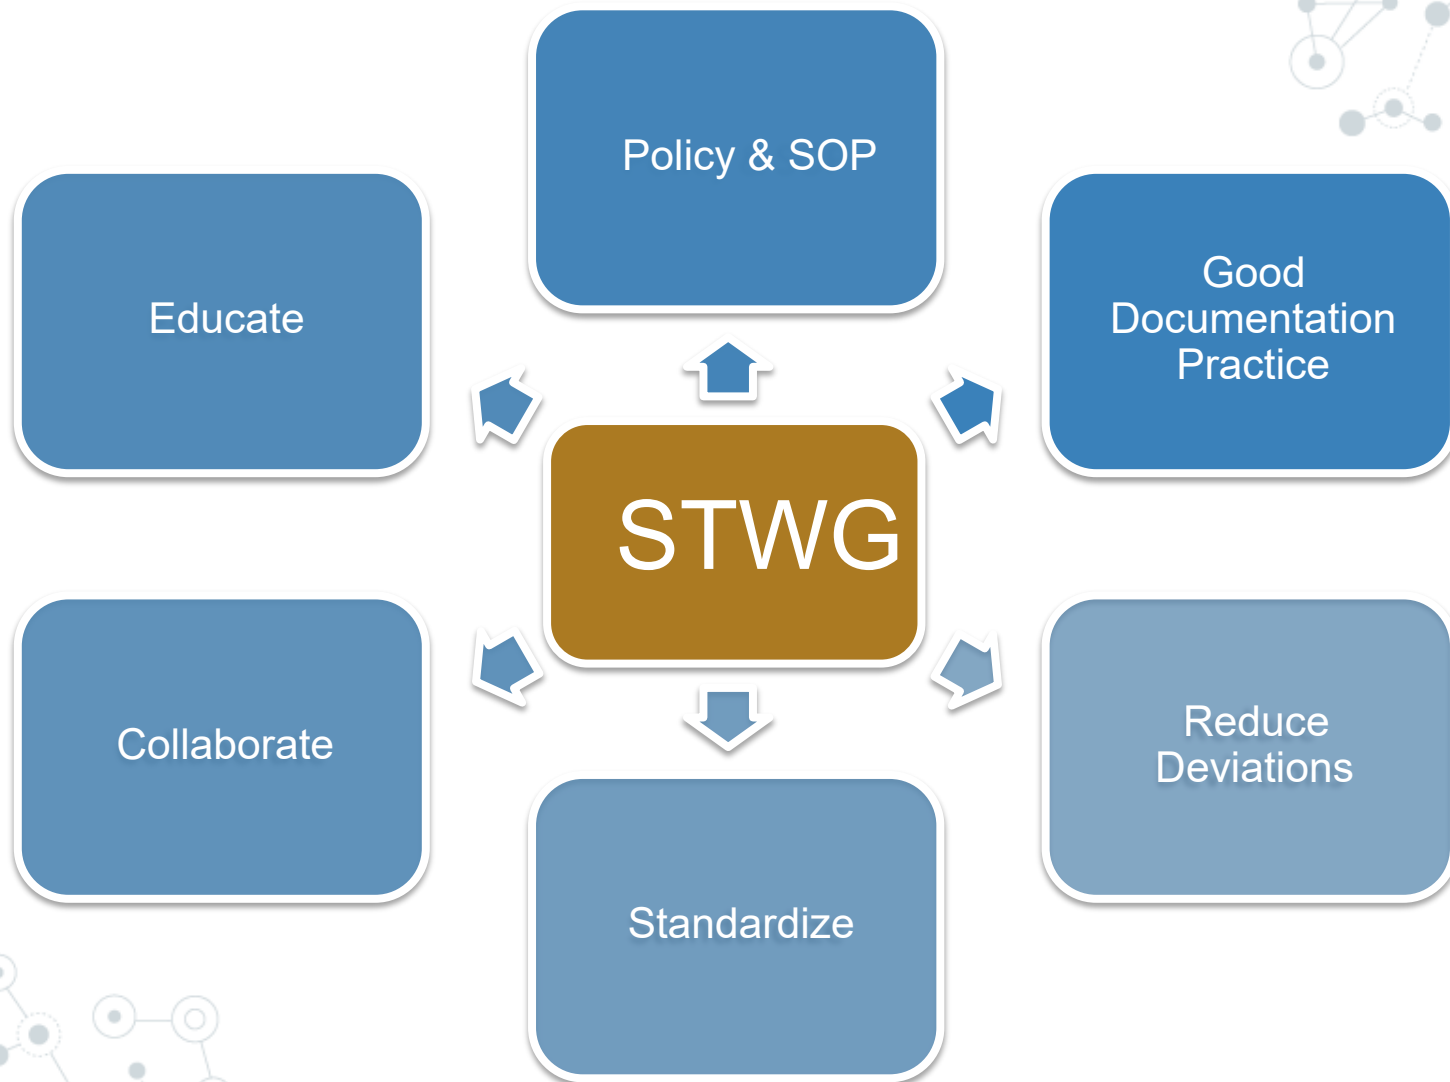 Policy & SOP
Educate
Good
Documentation
Practice
STWG
Collaborate
Reduce
Deviations
Standardize